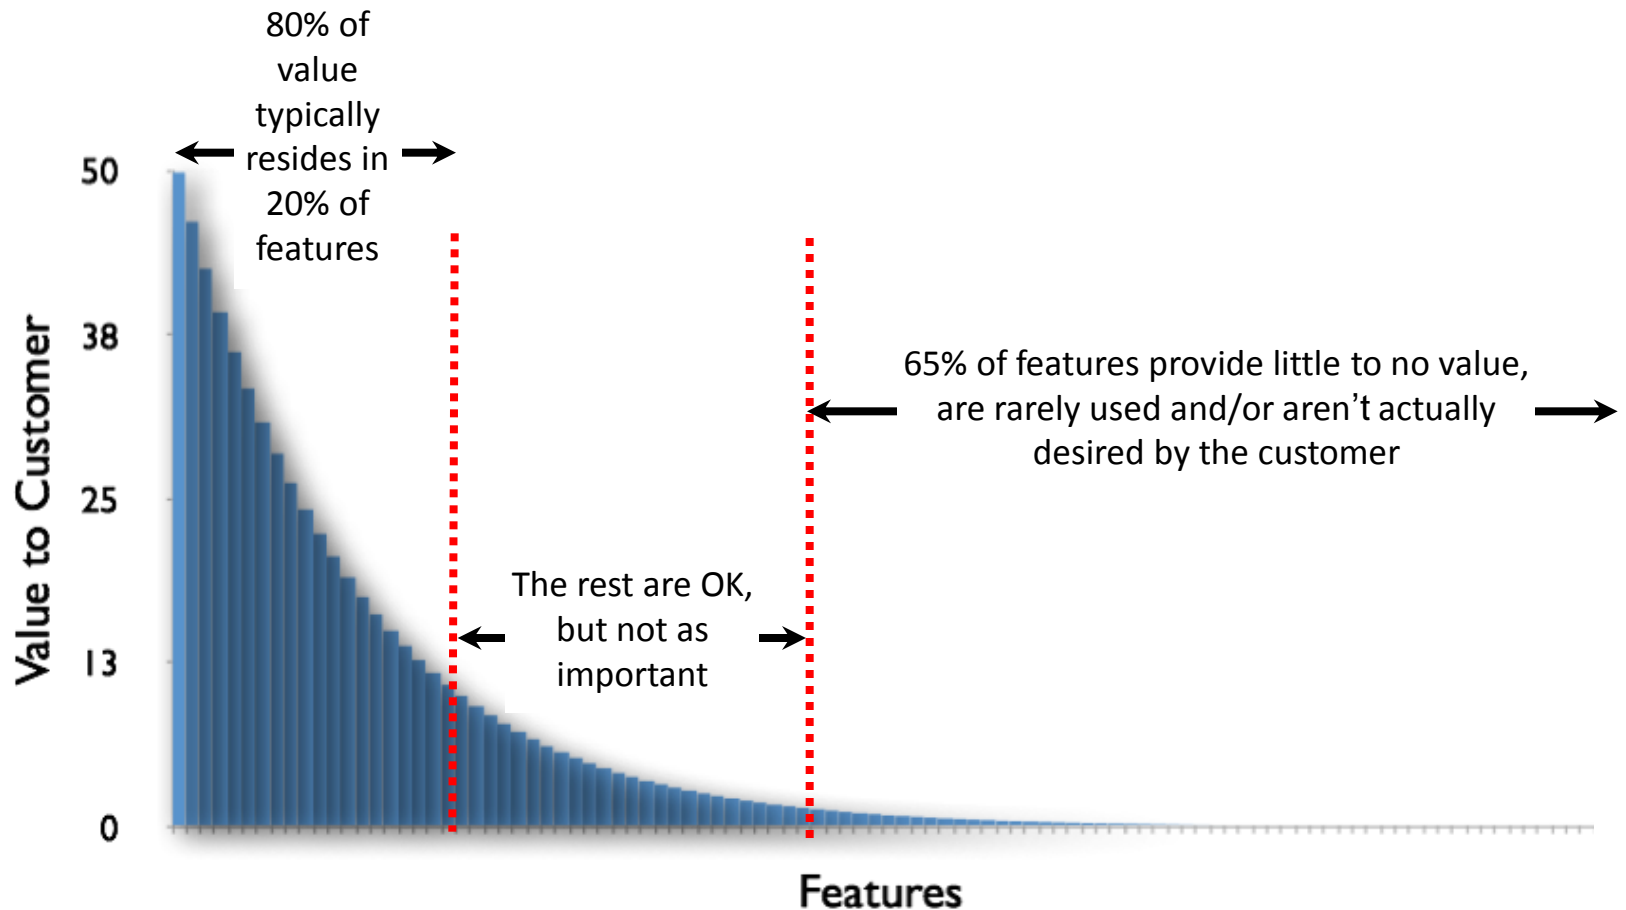 80% of
value
typically
resides in
20% of
features
50
38
25
13
0
Value to Customer
65% of features provide little to no value,
are rarely used and/or aren’t actually
desired by the customer
The rest are OK,
but not as
important
Features